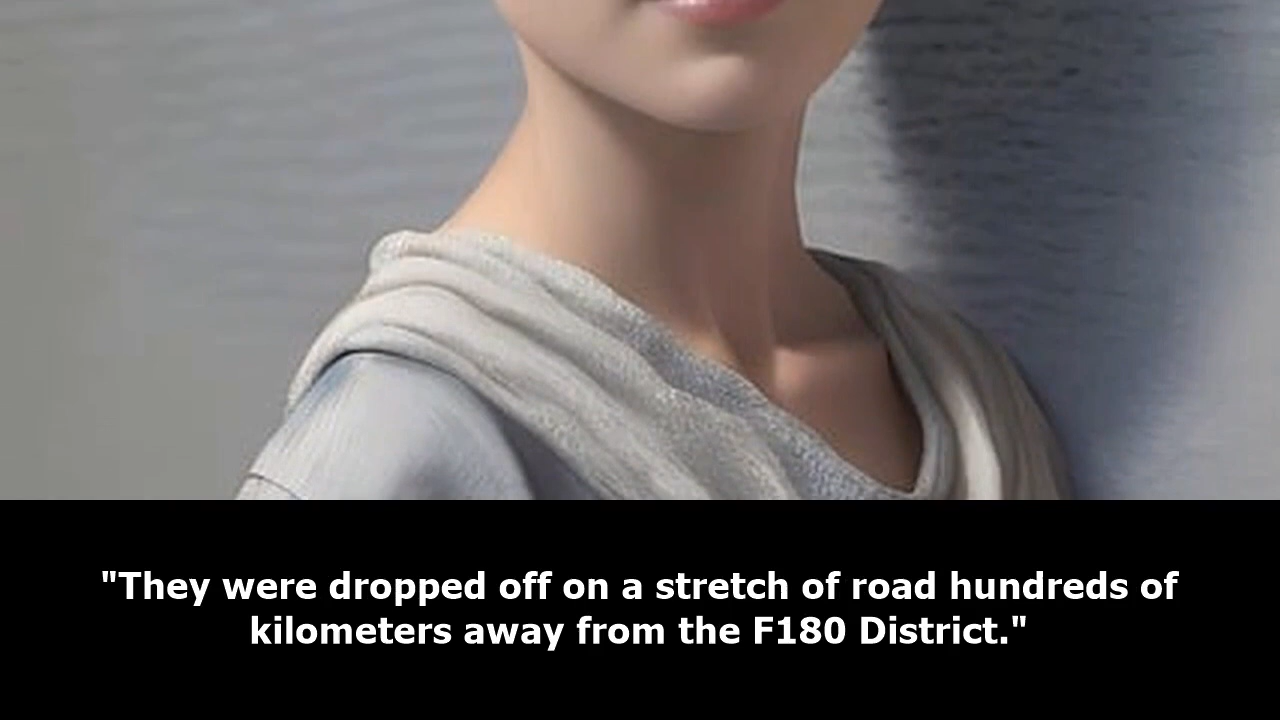 "They were dropped off on a stretch of road hundreds of
kilometers away from the F180 District."